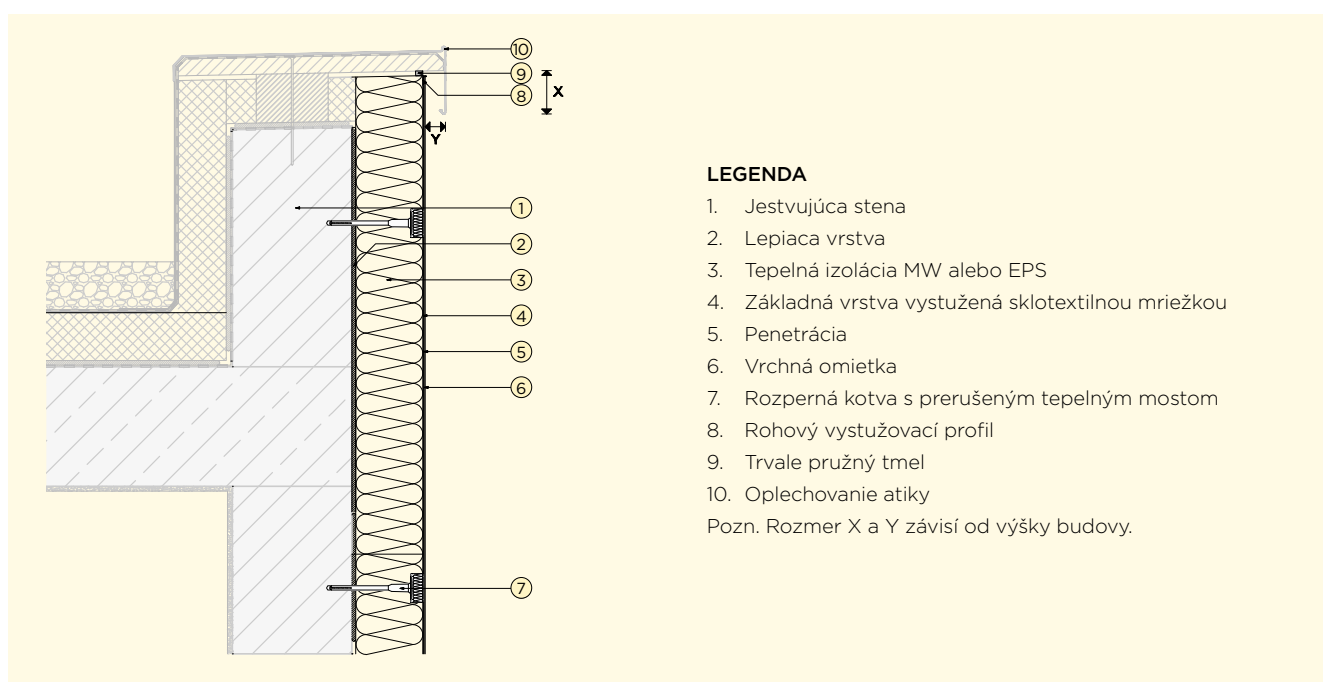 10
9
8
X
Y
1
2
3
4
5
6
7
LEGENDA
1. Jestvujúca stena
2. Lepiaca vrstva
3. Tepelná izolácia MW alebo EPS
4. Základná vrstva vystužená sklotextilnou mriežkou
5. Penetrácia
6. Vrchná omietka
7. Rozperná kotva s prerušeným tepelným mostom
8. Rohový vystužovací profil
9. Trvale pružný tmel
10. Oplechovanie atiky
Pozn. Rozmer X a Y závisí od výšky budovy.